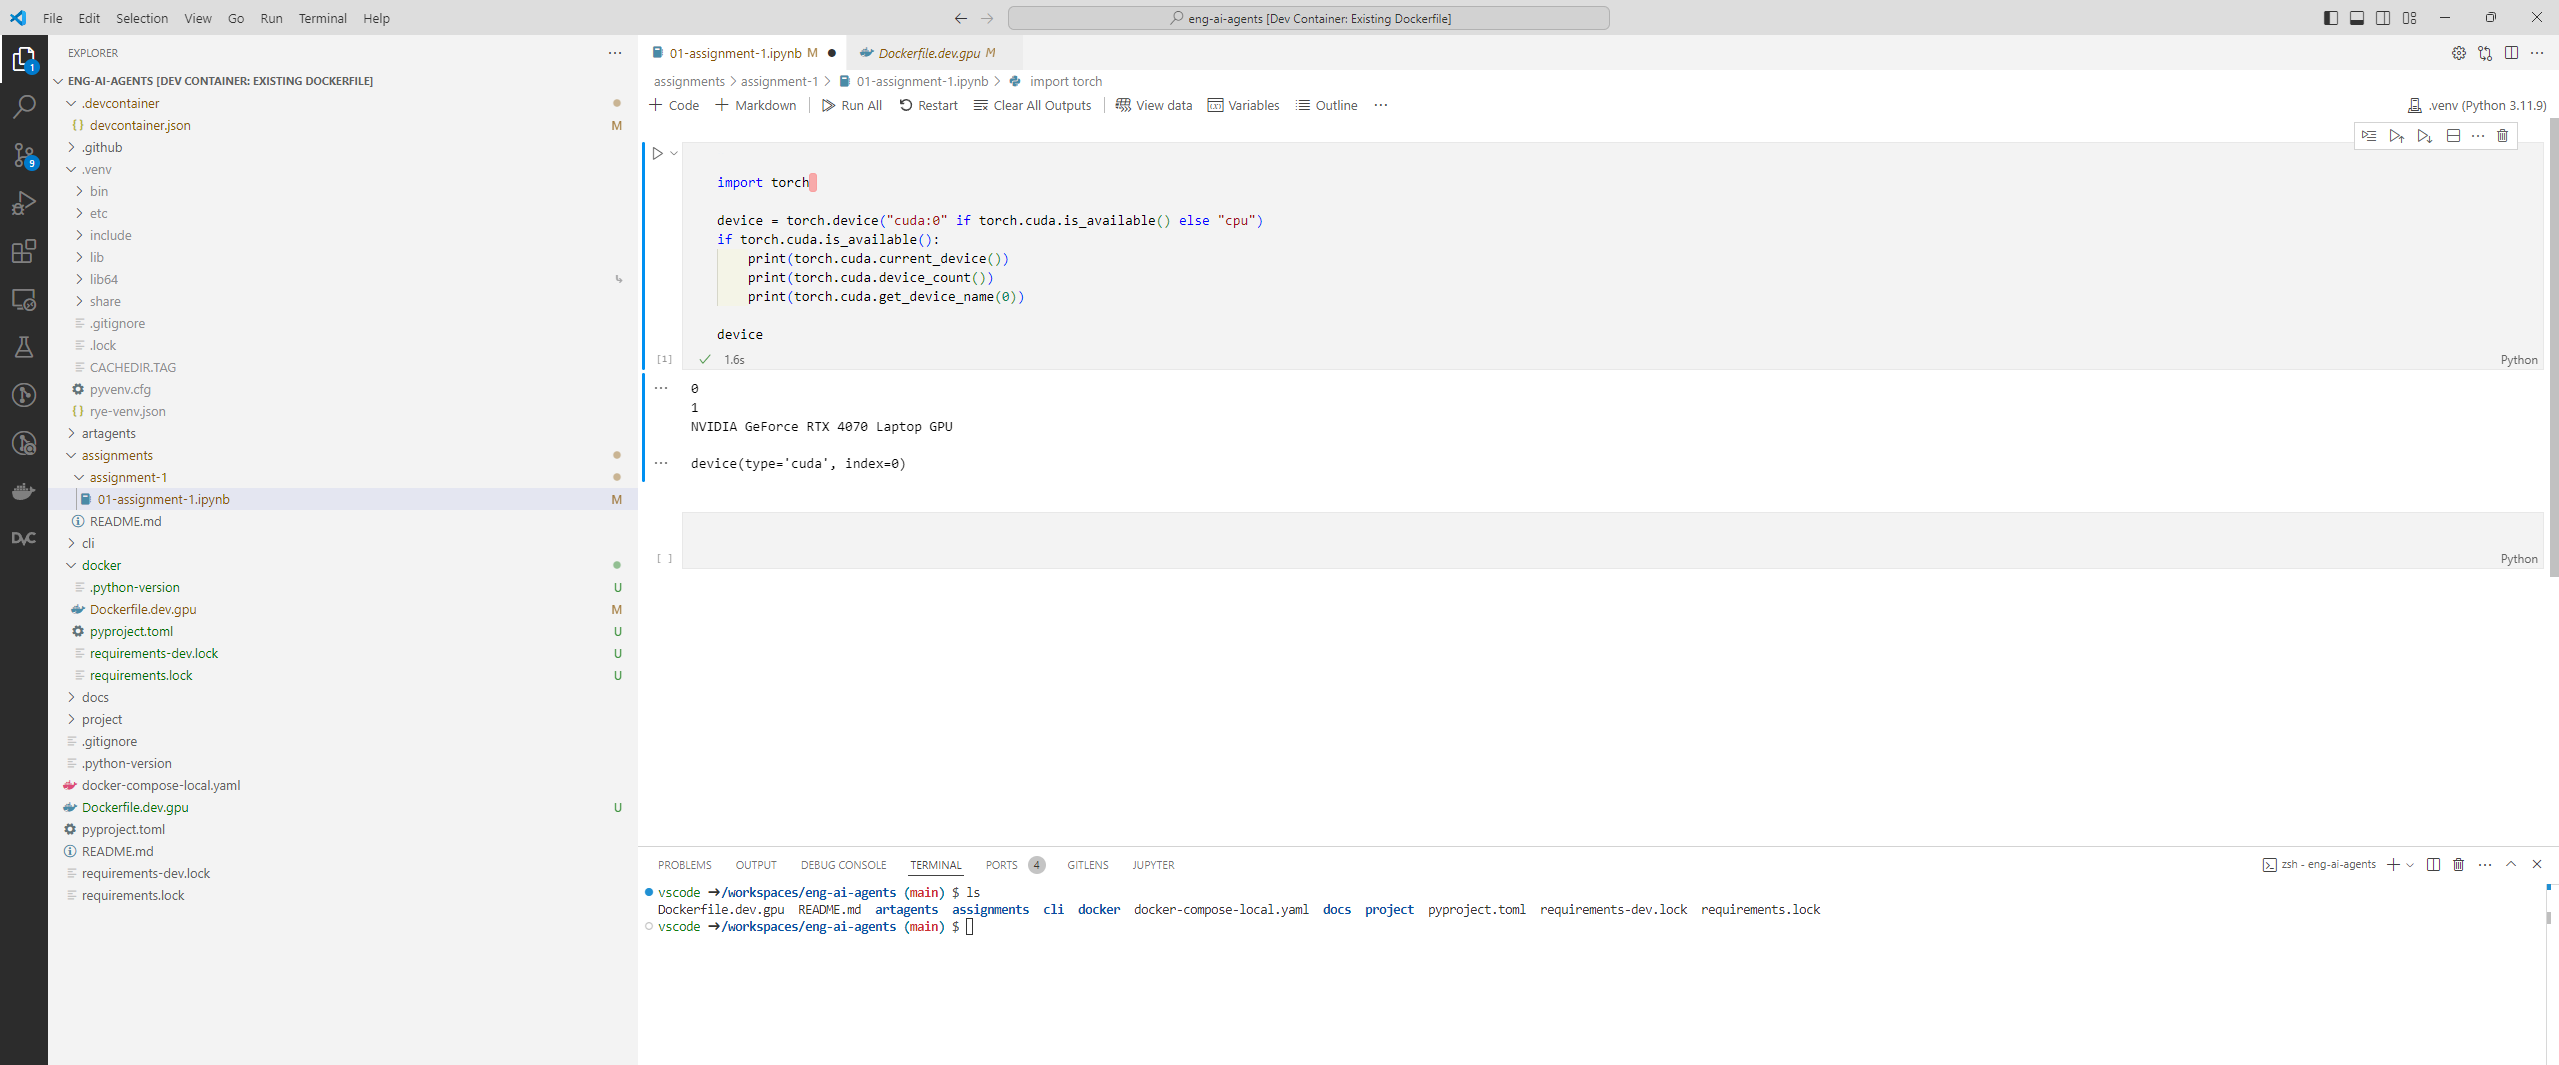 File Edit Selection View Go Run Terminal Help
eng-ai-agents [Dev Container: Existing Dockerfile]
EXPLORER
ENG-AI-AGENTS [DEV CONTAINER: EXISTING DOCKERFILE]
.devcontainer
devcontainer.json M
.github
.venv
bin
etc
include
lib
lib64
share
.gitignore
.lock
CACHEDIR.TAG
pyvenv.cfg
rye-venv.json
artagents
assignments
assignment-1
01-assignment-1.ipynb M
README.md
cli
docker
.python-version U
Dockerfile.dev.gpu M
pyproject.toml U
requirements-dev.lock U
requirements.lock U
docs
project
.gitignore
.python-version
docker-compose-local.yaml
Dockerfile.dev.gpu U
pyproject.toml
README.md
requirements-dev.lock
requirements.lock
1
9
DVC
01-assignment-1.ipynb M
Dockerfile.dev.gpu M
assignments > assignment-1 > 01-assignment-1.ipynb > import torch
+ Code + Markdown Run All Restart Clear All Outputs View data Variables Outline ...
.venv (Python 3.11.9)
import torch
device = torch.device("cuda:0" if torch.cuda.is_available() else "cpu")
if torch.cuda.is_available():
    print(torch.cuda.current_device())
    print(torch.cuda.device_count())
    print(torch.cuda.get_device_name(0))
device
[1] 1.6s Python
0
1
NVIDIA GeForce RTX 4070 Laptop GPU
device(type='cuda', index=0)
[ ] Python
PROBLEMS OUTPUT DEBUG CONSOLE TERMINAL PORTS 4 GITLENS JUPYTER
zsh - eng-ai-agents
vscode ➜/workspaces/eng-ai-agents (main) $ ls
Dockerfile.dev.gpu README.md artagents assignments cli docker docker-compose-local.yaml docs project pyproject.toml requirements-dev.lock requirements.lock
vscode ➜/workspaces/eng-ai-agents (main) $